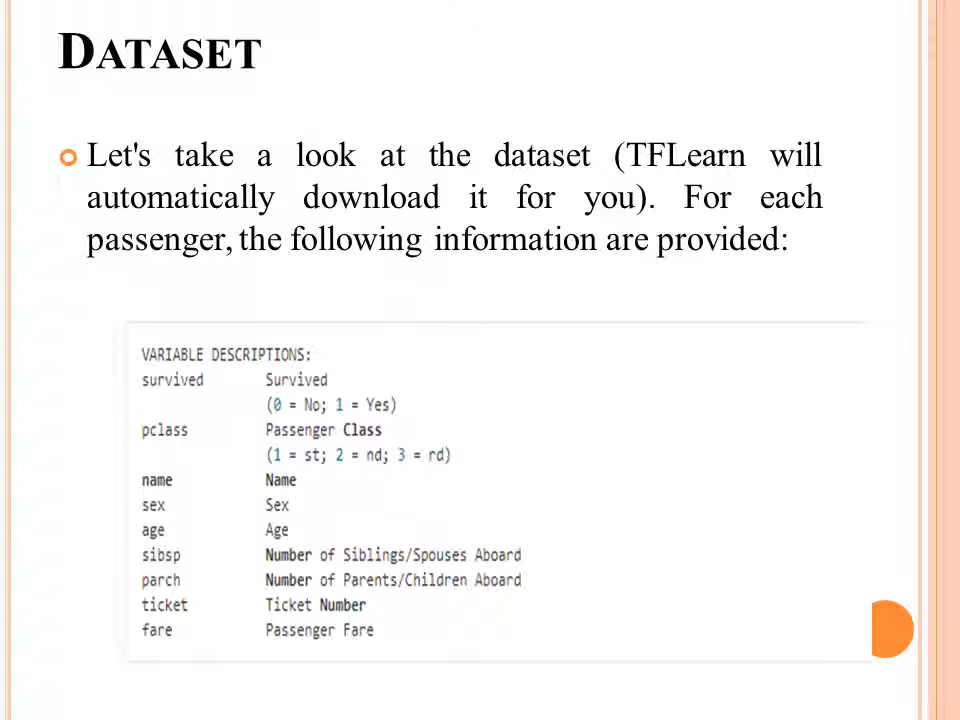 DATASET
Let's take a look at the dataset (TFLearn will
automatically download it for you). For each
passenger, the following information are provided:
VARIABLE DESCRIPTIONS:
survived Survived
(0 = No; 1 = Yes)
pclass Passenger Class
(1 = st; 2 = nd; 3 = rd)
name Name
sex Sex
age Age
sibsp Number of Siblings/Spouses Aboard
parch Number of Parents/Children Aboard
ticket Ticket Number
fare Passenger Fare